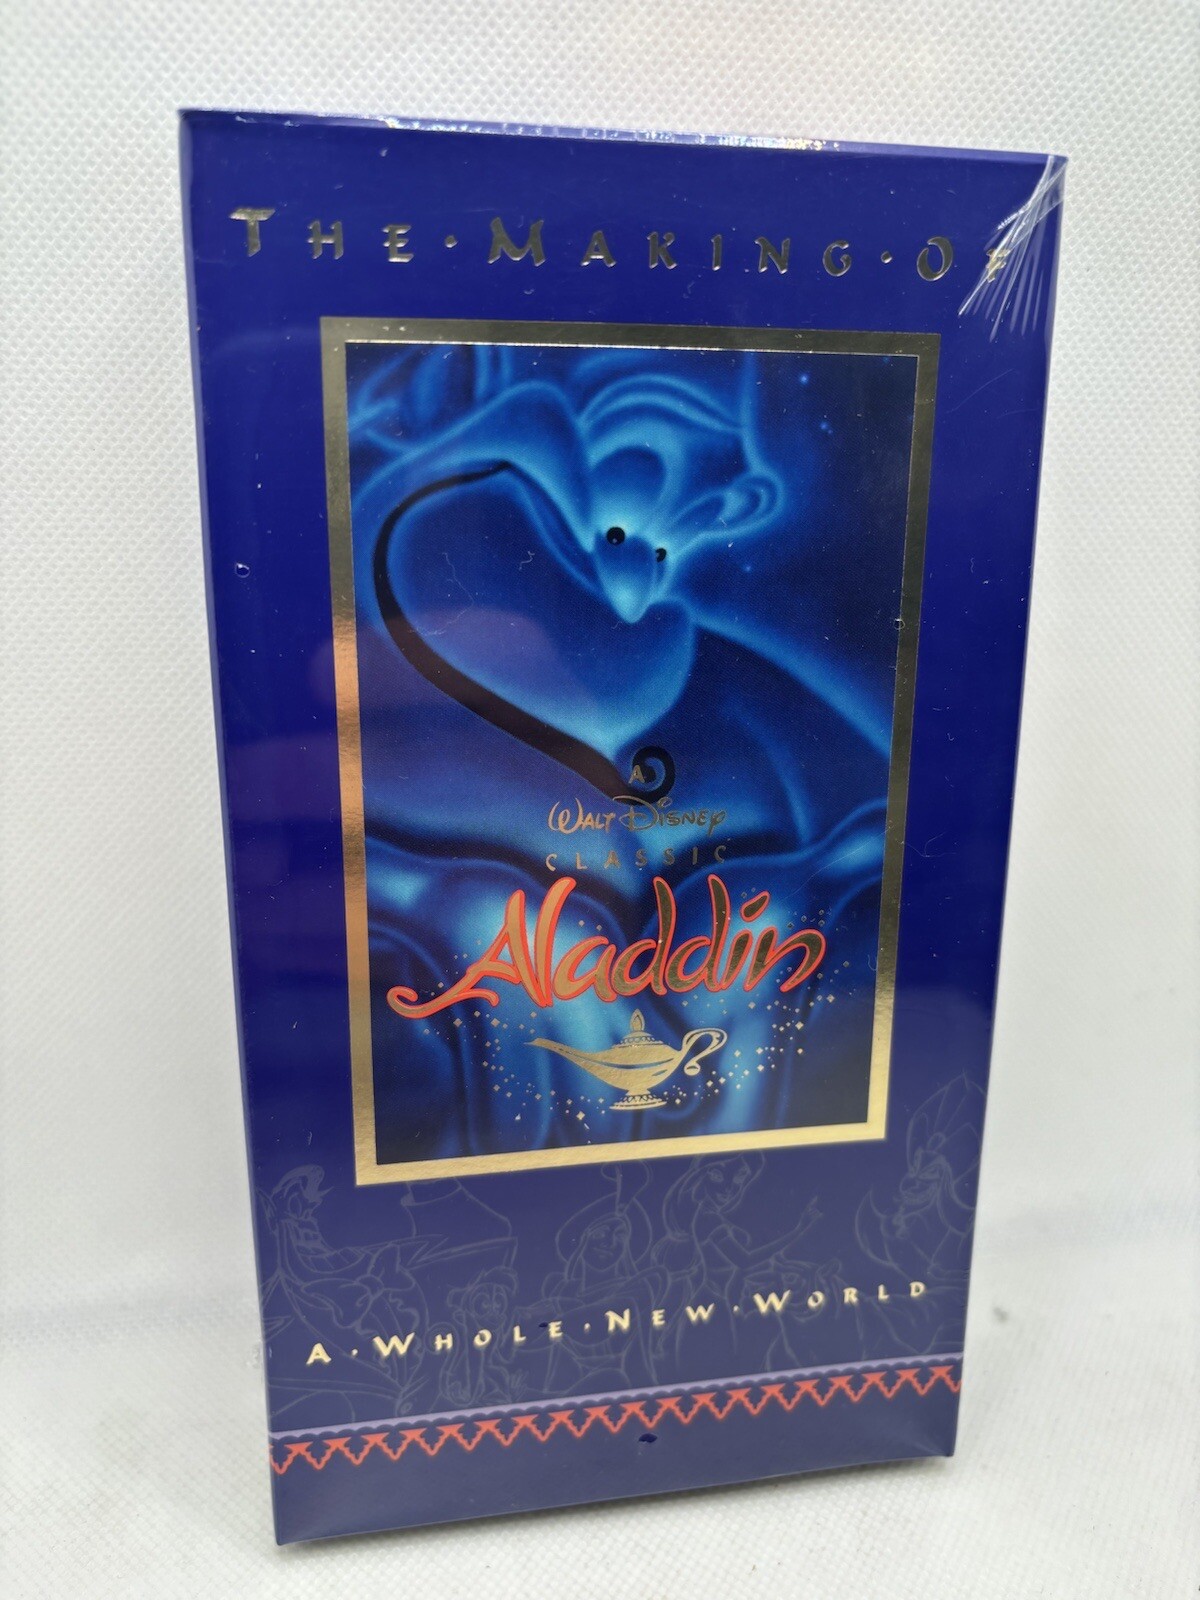 THE·MAKING·OF
A
WALT DISNEY
CLASSIC
Aladdin
A·WHOLE·NEW·WORLD